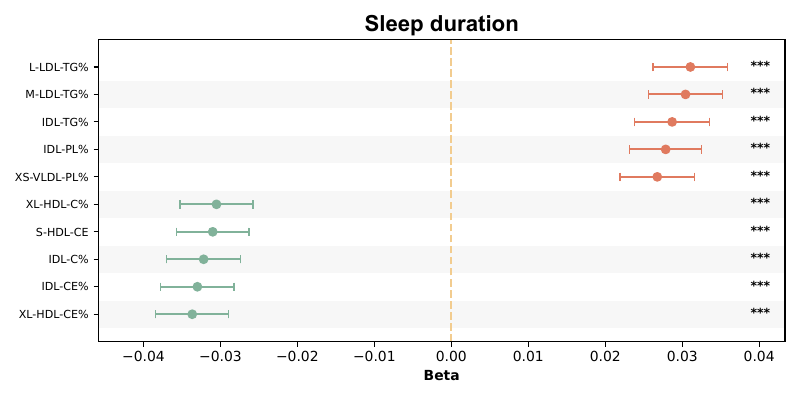 Sleep duration
L-LDL-TG% ***
M-LDL-TG% ***
IDL-TG% ***
IDL-PL% ***
XS-VLDL-PL% ***
XL-HDL-C% ***
S-HDL-CE ***
IDL-C% ***
IDL-CE% ***
XL-HDL-CE% ***
−0.04 −0.03 −0.02 −0.01 0.00 0.01 0.02 0.03 0.04
Beta